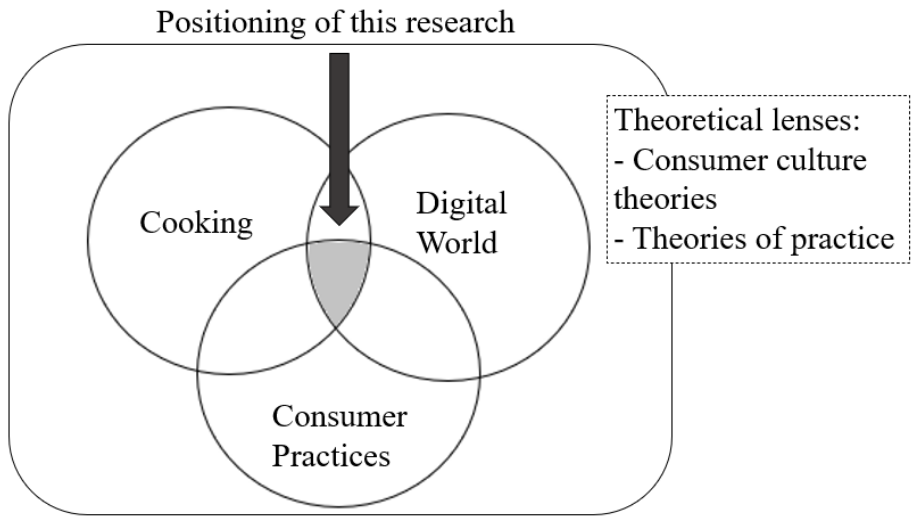 Positioning of this research
Theoretical lenses:
- Consumer culture
theories
- Theories of practice
Cooking
Digital
World
Consumer
Practices